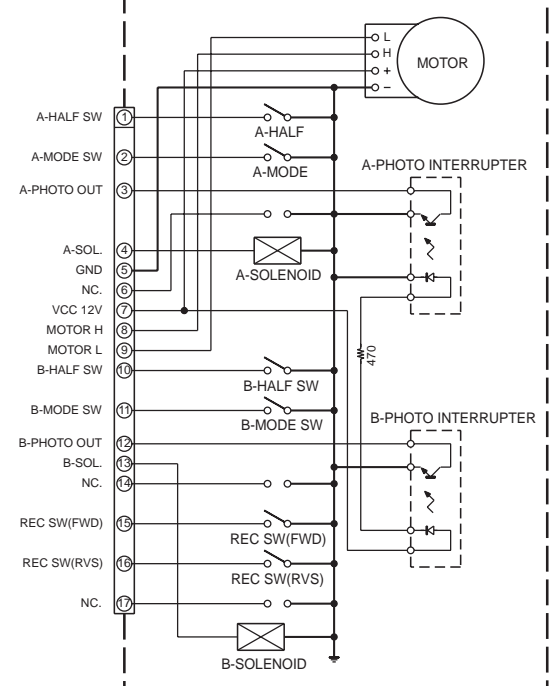 L
H
+
–
MOTOR
A-HALF SW
1
A-HALF
A-MODE SW
2
A-MODE
A-PHOTO INTERRUPTER
A-PHOTO OUT
3
A-SOL.
4
GND
5
A-SOLENOID
NC.
6
VCC 12V
7
MOTOR H
8
MOTOR L
9
470
B-HALF SW
10
B-HALF SW
B-MODE SW
11
B-MODE SW
B-PHOTO INTERRUPTER
B-PHOTO OUT
12
B-SOL.
13
NC.
14
REC SW(FWD)
15
REC SW(FWD)
REC SW(RVS)
16
REC SW(RVS)
NC.
17
B-SOLENOID